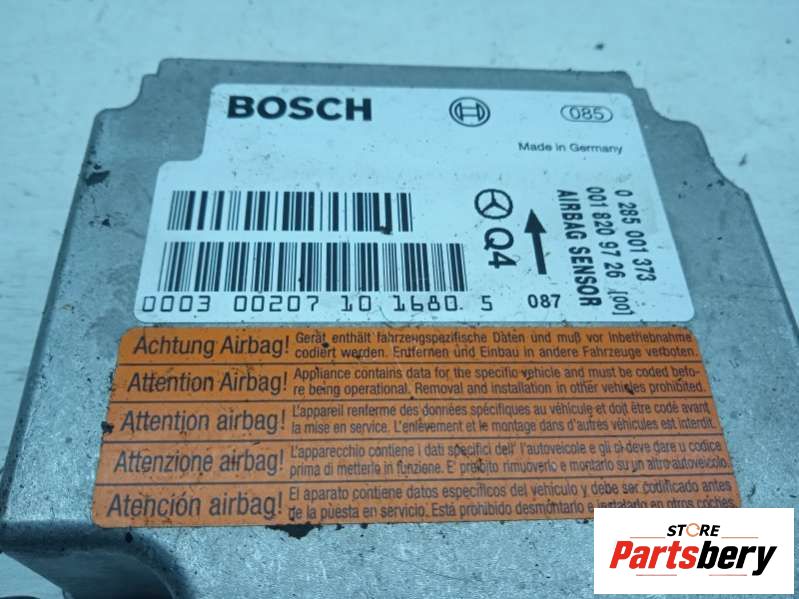 BOSCH
085
Made in Germany
0 285 001 373
001 820 97 26 [00]
AIRBAG SENSOR
Q4
087
0003 00207 10 1680 5
Achtung Airbag! Gerät enthält fahrzeugspezifische Daten und muß vor Inbetriebnahme
codiert werden. Entfernen und Einbau in andere Fahrzeuge verboten.
Attention Airbag! Appliance contains data for the specific vehicle and must be coded befo-
re being operational. Removal and installation in other vehicles prohibited.
Attention airbag! L'appareil renferme des données spécifiques au véhicule et doit être codé avant
la mise en service. L'enlèvement et le montage dans d'autres véhicules est interdit.
Attenzione airbag! L'apparecchio contiene i dati specifici dell' l'autoveicolo e gli ci deve dare u codice
prima di metterlo in funzione. E' proibito rimuoverlo e montarlo su un altro autoveicolo.
Atención airbag! El aparato contiene datos específicos del vehículo y debe ser codificado antes
de la puesta en servicio. Está prohibido desmontarlo e instalarlo en otros coches.
STORE
Partsbery